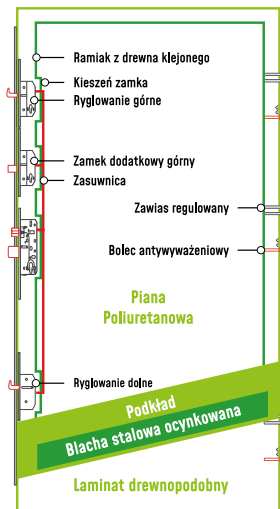 Ramiak z drewna klejonego
Kieszeń zamka
Ryglowanie górne
Zamek dodatkowy górny
Zasuwnica
Zawias regulowany
Bolec antywyważeniowy
Piana
Poliuretanowa
Ryglowanie dolne
Podkład
Blacha stalowa ocynkowana
Laminat drewnopodobny